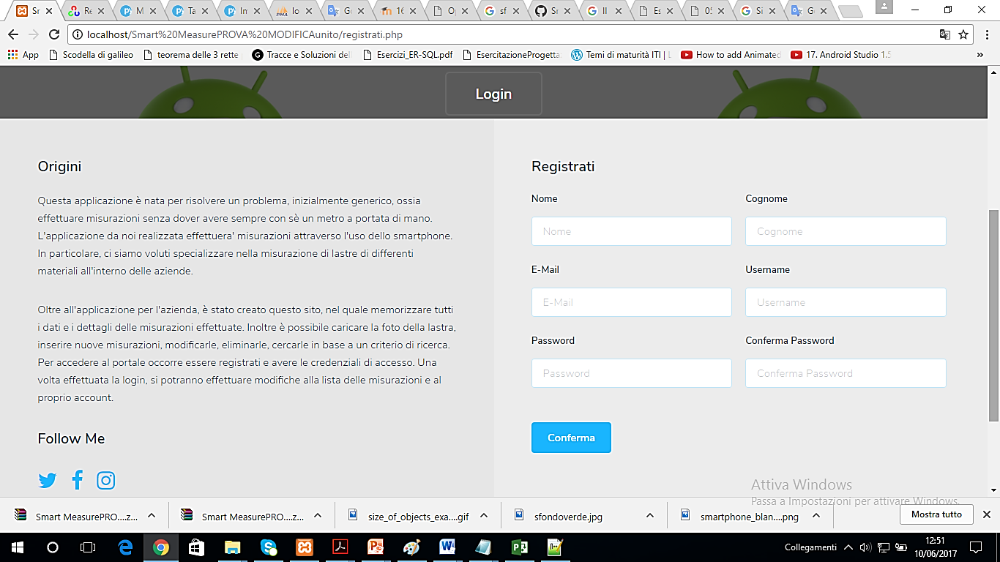 Sr
Re
M
Ta
In
lo
Go
16
Op
sf
Sr
Il
Es
05
Si
Go
localhost/Smart%20MeasurePROVA%20MODIFICAunito/registrati.php
App
Scodella di galileo
teorema delle 3 rette
Tracce e Soluzioni del
Esercizi_ER-SQL.pdf
EsercitazioneProgetta
Temi di maturità ITI |
How to add Animated
17. Android Studio 1.5
»
Login
Origini
Questa applicazione è nata per risolvere un problema, inizialmente generico, ossia
effettuare misurazioni senza dover avere sempre con sè un metro a portata di mano.
L'applicazione da noi realizzata effettuera' misurazioni attraverso l'uso dello smartphone.
In particolare, ci siamo voluti specializzare nella misurazione di lastre di differenti
materiali all'interno delle aziende.
Oltre all'applicazione per l'azienda, è stato creato questo sito, nel quale memorizzare tutti
i dati e i dettagli delle misurazioni effettuate. Inoltre è possibile caricare la foto della lastra,
inserire nuove misurazioni, modificarle, eliminarle, cercarle in base a un criterio di ricerca.
Per accedere al portale occorre essere registrati e avere le credenziali di accesso. Una
volta effettuata la login, si potranno effettuare modifiche alla lista delle misurazioni e al
proprio account.
Follow Me
Registrati
Nome
Cognome
Nome
Cognome
E-Mail
Username
E-Mail
Username
Password
Conferma Password
Password
Conferma Password
Conferma
Attiva Windows
Passa a Impostazioni per attivare Windows.
Smart MeasurePRO....z...
Smart MeasurePRO....z...
size_of_objects_exa....gif
sfondoverde.jpg
smartphone_blan....png
Mostra tutto
Collegamenti
12:51
10/06/2017